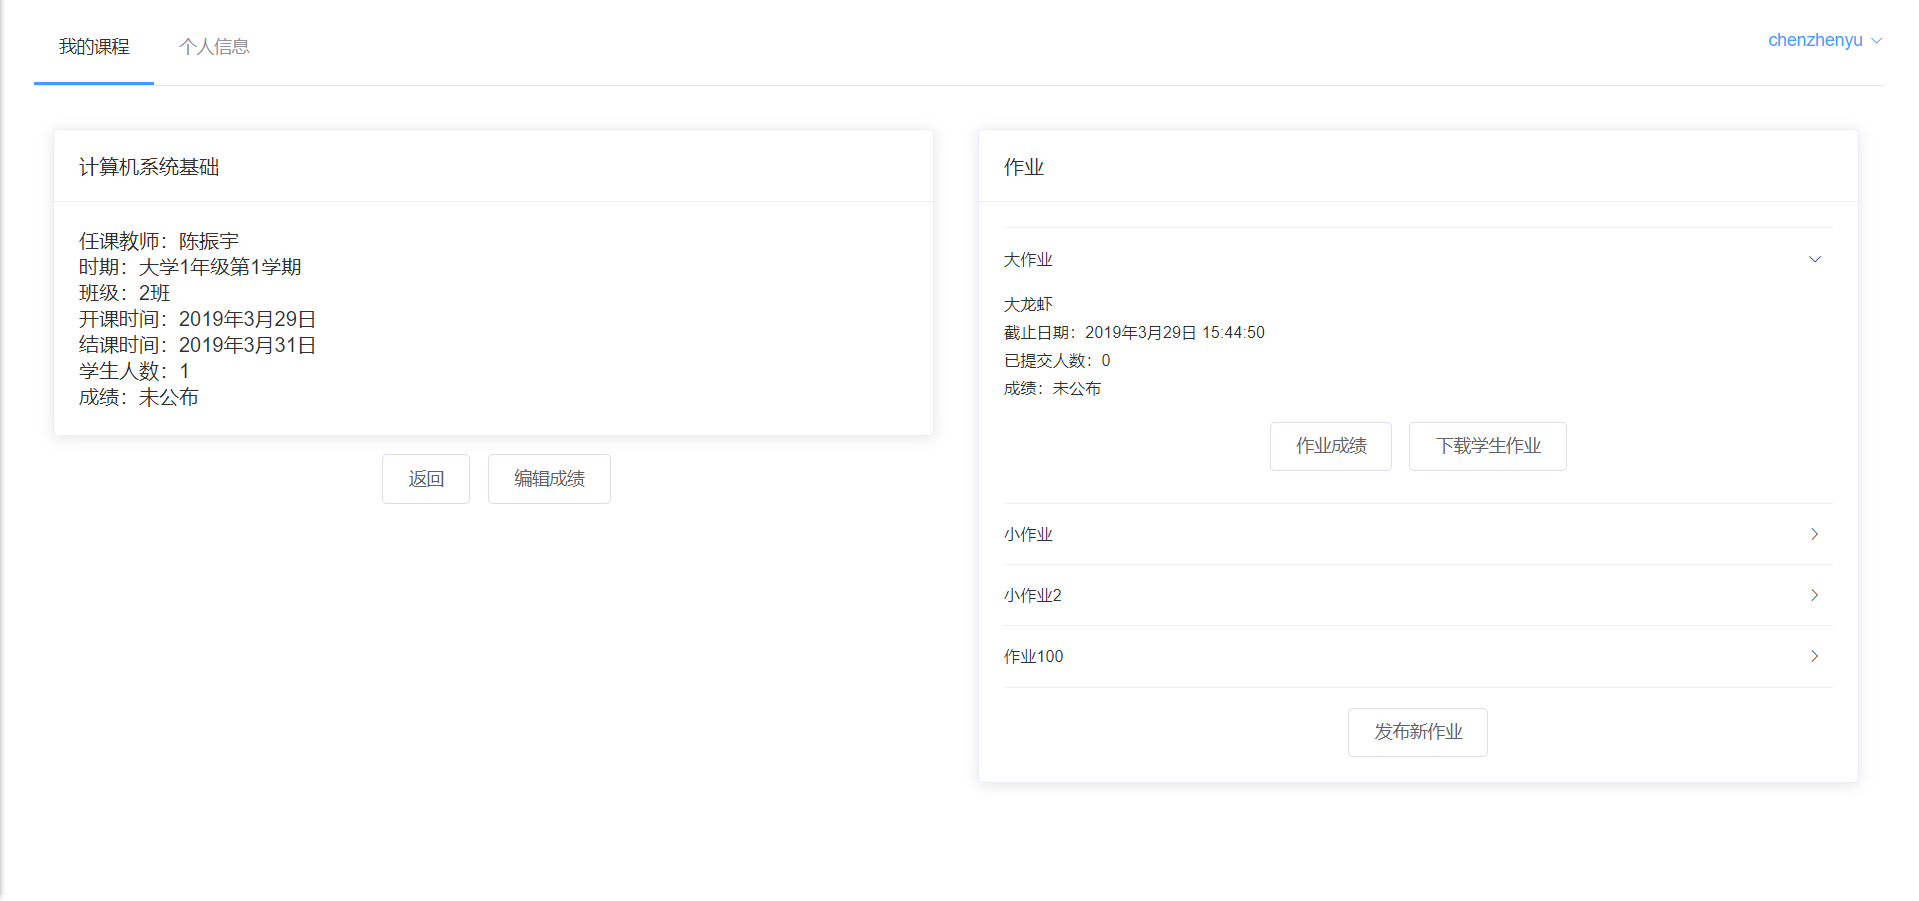 我的课程
个人信息
chenzhenyu
计算机系统基础
任课教师：陈振宇
时期：大学1年级第1学期
班级：2班
开课时间：2019年3月29日
结课时间：2019年3月31日
学生人数：1
成绩：未公布
返回
编辑成绩
作业
大作业
大龙虾
截止日期：2019年3月29日 15:44:50
已提交人数：0
成绩：未公布
作业成绩
下载学生作业
小作业
小作业2
作业100
发布新作业